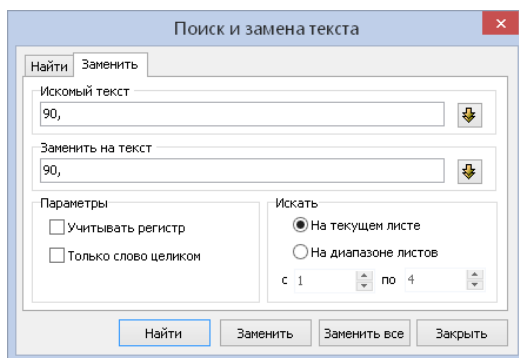 Поиск и замена текста
Найти Заменить
Искомый текст
90,
Заменить на текст
90,
Параметры
Учитывать регистр
Только слово целиком
Искать
На текущем листе
На диапазоне листов
с 1 по 4
Найти Заменить Заменить все Закрыть